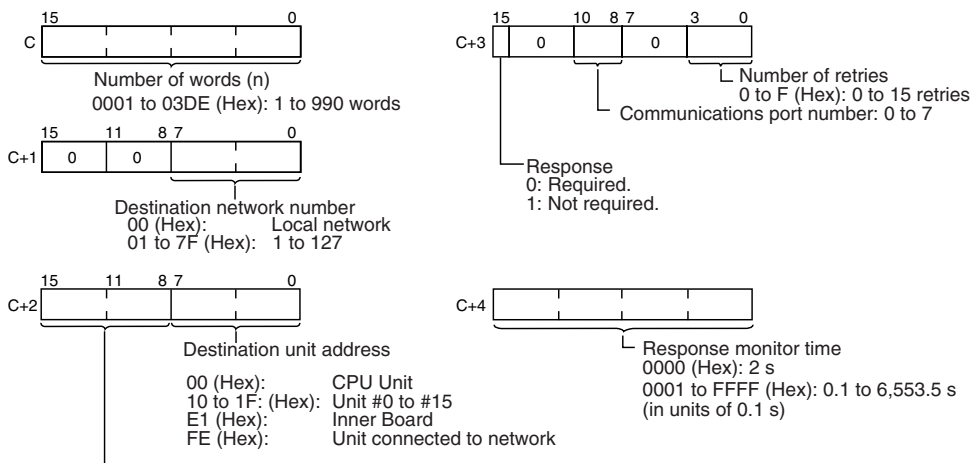 15 0
C
Number of words (n)
0001 to 03DE (Hex): 1 to 990 words
15 11 8 7 0
C+1 0 0
Destination network number
00 (Hex): Local network
01 to 7F (Hex): 1 to 127
15 11 8 7 0
C+2
Destination unit address
00 (Hex): CPU Unit
10 to 1F: (Hex): Unit #0 to #15
E1 (Hex): Inner Board
FE (Hex): Unit connected to network
15 10 8 7 3 0
C+3 0 0
Number of retries
0 to F (Hex): 0 to 15 retries
Communications port number: 0 to 7
Response
0: Required.
1: Not required.
C+4
Response monitor time
0000 (Hex): 2 s
0001 to FFFF (Hex): 0.1 to 6,553.5 s
(in units of 0.1 s)